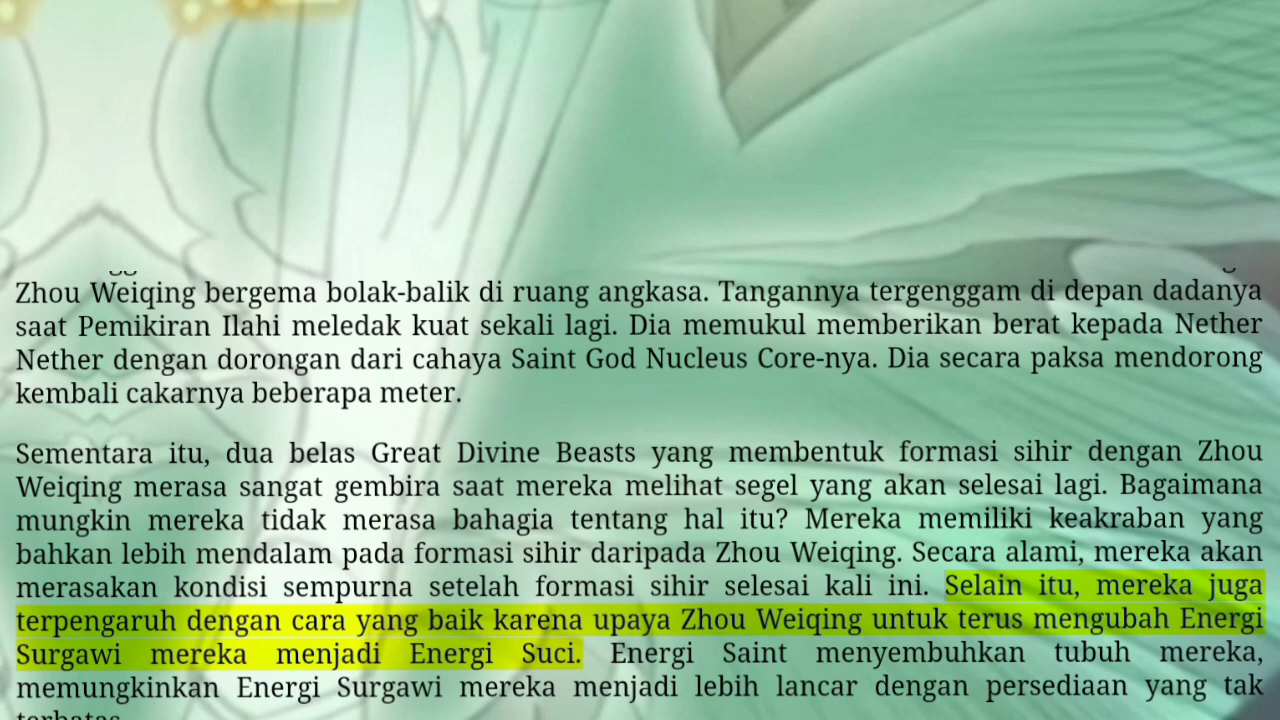 Zhou Weiqing bergema bolak-balik di ruang angkasa. Tangannya tergenggam di depan dadanya
saat Pemikiran Ilahi meledak kuat sekali lagi. Dia memukul memberikan berat kepada Nether
Nether dengan dorongan dari cahaya Saint God Nucleus Core-nya. Dia secara paksa mendorong
kembali cakarnya beberapa meter.
Sementara itu, dua belas Great Divine Beasts yang membentuk formasi sihir dengan Zhou
Weiqing merasa sangat gembira saat mereka melihat segel yang akan selesai lagi. Bagaimana
mungkin mereka tidak merasa bahagia tentang hal itu? Mereka memiliki keakraban yang
bahkan lebih mendalam pada formasi sihir daripada Zhou Weiqing. Secara alami, mereka akan
merasakan kondisi sempurna setelah formasi sihir selesai kali ini. Selain itu, mereka juga
terpengaruh dengan cara yang baik karena upaya Zhou Weiqing untuk terus mengubah Energi
Surgawi mereka menjadi Energi Suci. Energi Saint menyembuhkan tubuh mereka,
memungkinkan Energi Surgawi mereka menjadi lebih lancar dengan persediaan yang tak